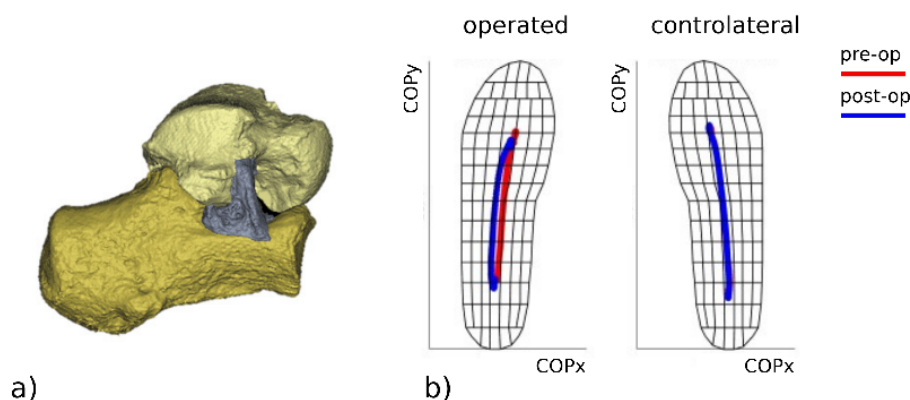 operated
controlateral
pre-op
post-op
COPy
COPy
COPx
COPx
a)
b)